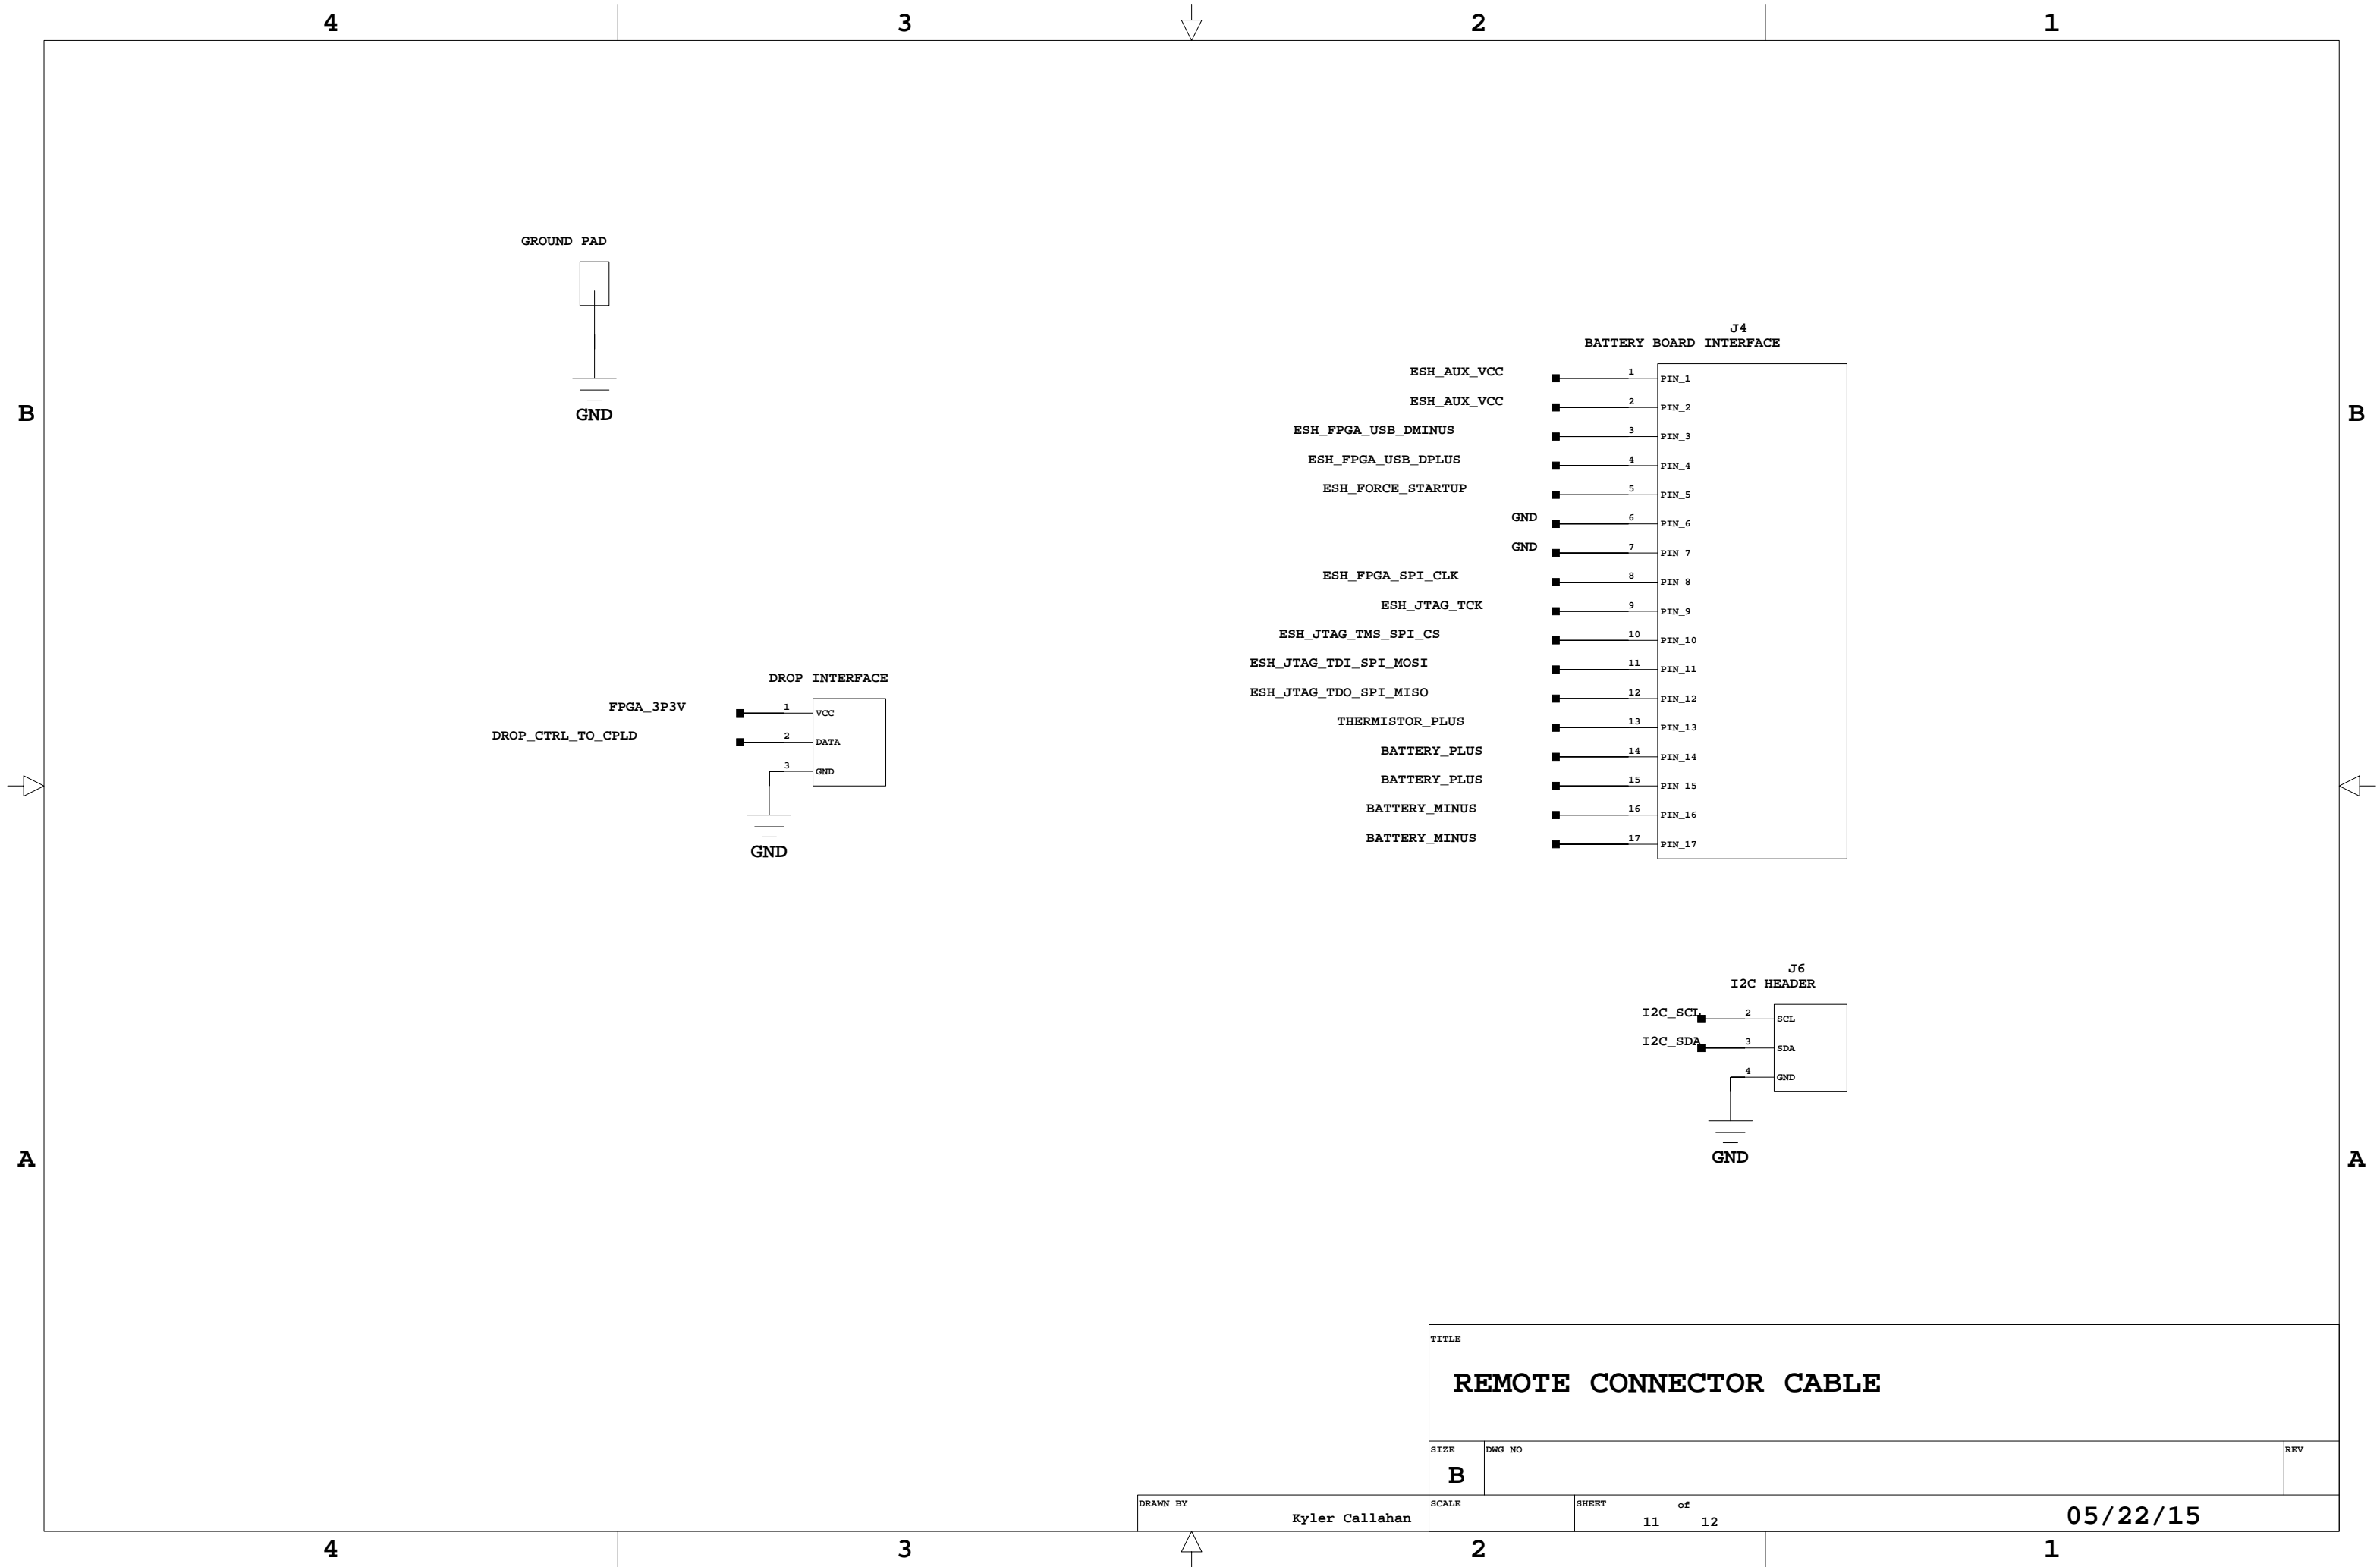 4 3 2 1
GROUND PAD
GND
B B
J4
BATTERY BOARD INTERFACE
ESH_AUX_VCC 1 PIN_1
ESH_AUX_VCC 2 PIN_2
ESH_FPGA_USB_DMINUS 3 PIN_3
ESH_FPGA_USB_DPLUS 4 PIN_4
ESH_FORCE_STARTUP 5 PIN_5
GND 6 PIN_6
GND 7 PIN_7
ESH_FPGA_SPI_CLK 8 PIN_8
ESH_JTAG_TCK 9 PIN_9
ESH_JTAG_TMS_SPI_CS 10 PIN_10
ESH_JTAG_TDI_SPI_MOSI 11 PIN_11
ESH_JTAG_TDO_SPI_MISO 12 PIN_12
THERMISTOR_PLUS 13 PIN_13
BATTERY_PLUS 14 PIN_14
BATTERY_PLUS 15 PIN_15
BATTERY_MINUS 16 PIN_16
BATTERY_MINUS 17 PIN_17
DROP INTERFACE
FPGA_3P3V 1 VCC
DROP_CTRL_TO_CPLD 2 DATA
3 GND
GND
J6
I2C HEADER
I2C_SCL 2 SCL
I2C_SDA 3 SDA
4 GND
GND
A A
TITLE
REMOTE CONNECTOR CABLE
SIZE DWG NO REV
B
DRAWN BY SCALE SHEET of
Kyler Callahan 11 12 05/22/15
4 3 2 1